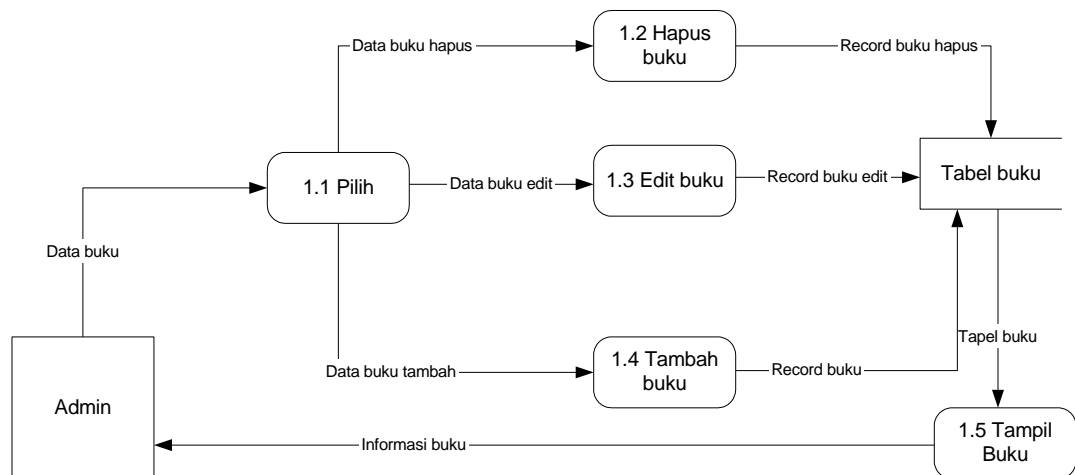 Data buku hapus
1.2 Hapus
buku
Record buku hapus
1.1 Pilih
Data buku edit
1.3 Edit buku
Record buku edit
Tabel buku
Data buku
Tapel buku
Data buku tambah
1.4 Tambah
buku
Record buku
Admin
Informasi buku
1.5 Tampil
Buku